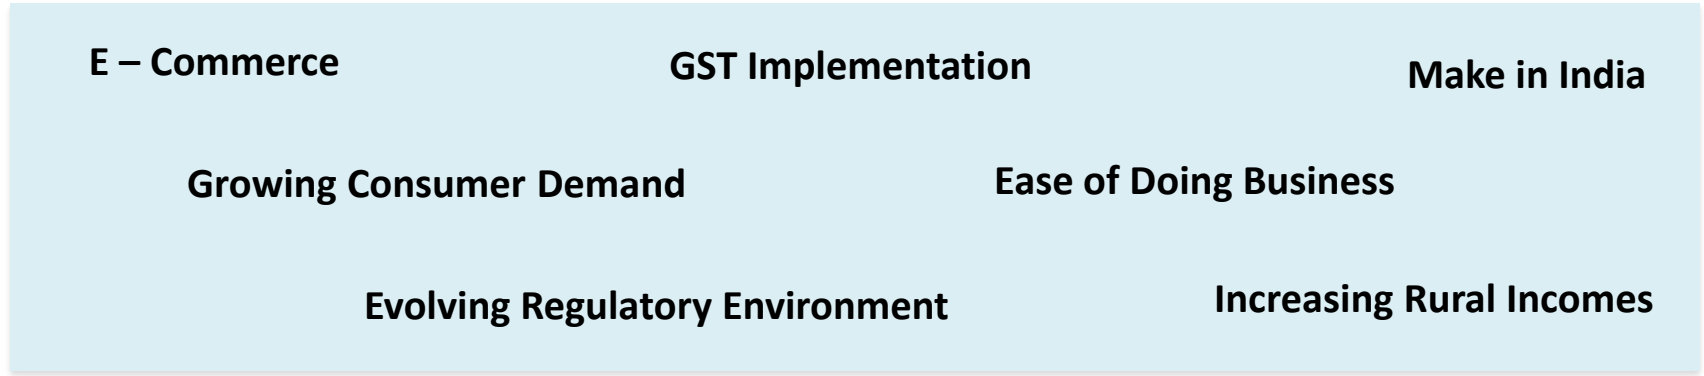 E – Commerce
GST Implementation
Make in India
Growing Consumer Demand
Ease of Doing Business
Evolving Regulatory Environment
Increasing Rural Incomes